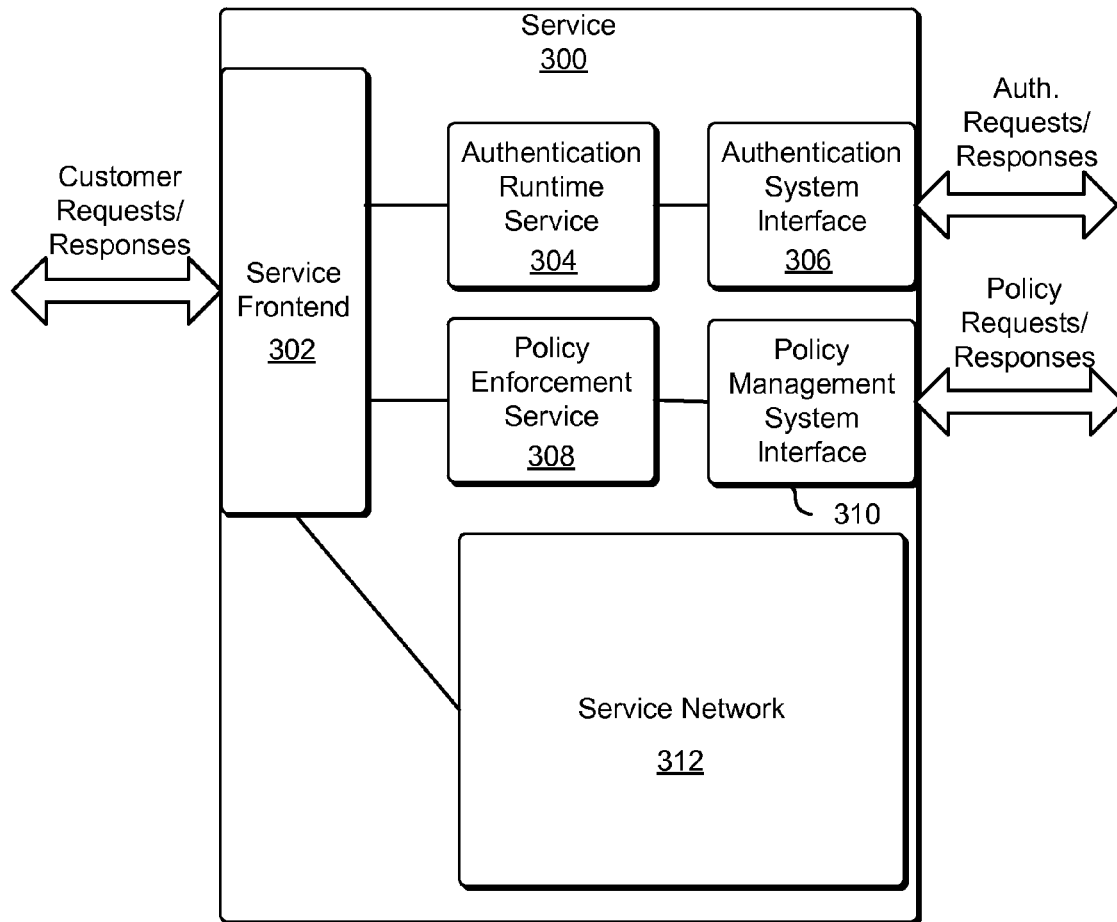 Service
300
Customer
Requests/
Responses
Service
Frontend
302
Authentication
Runtime
Service
304
Authentication
System
Interface
306
Auth.
Requests/
Responses
Policy
Enforcement
Service
308
Policy
Management
System
Interface
310
Policy
Requests/
Responses
Service Network
312